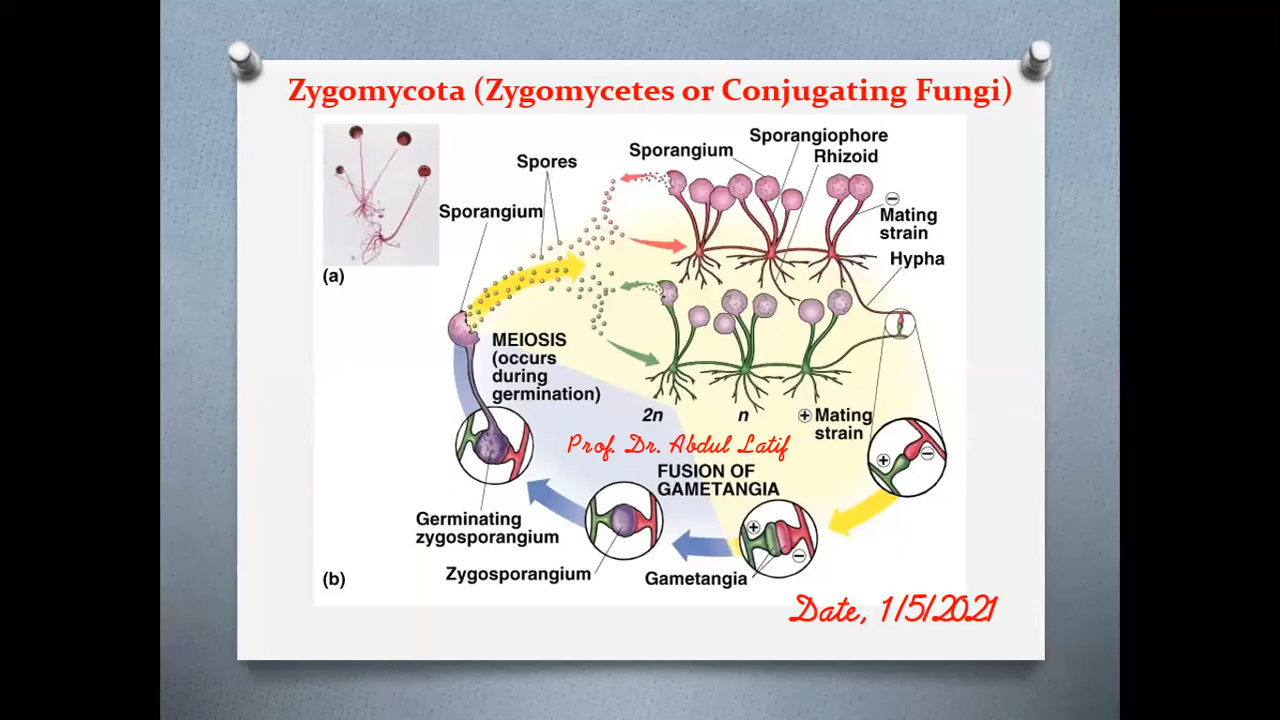 Zygomycota (Zygomycetes or Conjugating Fungi)
Sporangiophore
Sporangium
Rhizoid
Spores
Sporangium
⊖
Mating
strain
Hypha
(a)
MEIOSIS
(occurs
during
germination)
2n
n
⊕ Mating
strain
Prof. Dr. Abdul Latif
FUSION OF
GAMETANGIA
+
−
+
−
Germinating
zygosporangium
Zygosporangium
Gametangia
(b)
Date, 1/5/2021